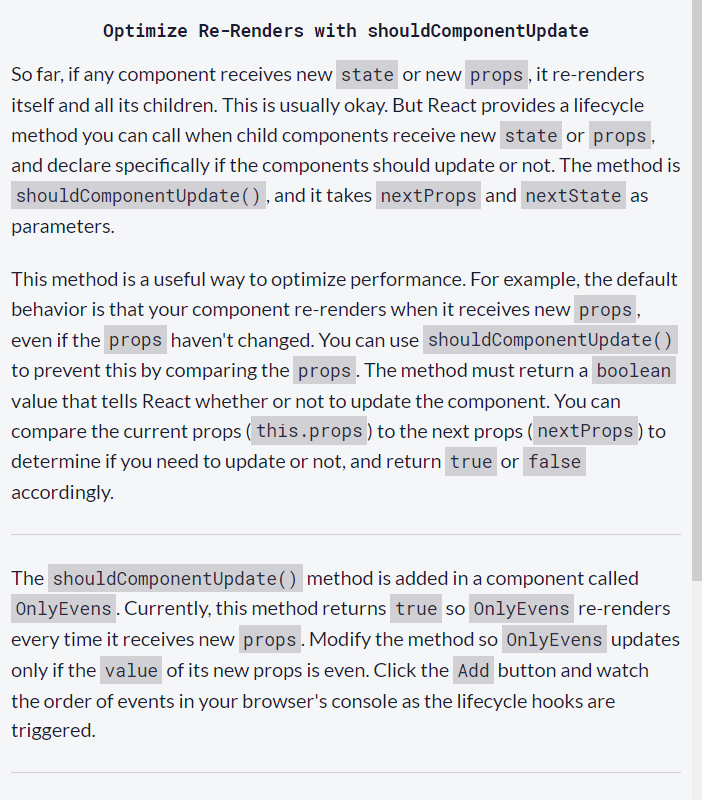 Optimize Re-Renders with shouldComponentUpdate
So far, if any component receives new state or new props, it re-renders
itself and all its children. This is usually okay. But React provides a lifecycle
method you can call when child components receive new state or props,
and declare specifically if the components should update or not. The method is
shouldComponentUpdate(), and it takes nextProps and nextState as
parameters.
This method is a useful way to optimize performance. For example, the default
behavior is that your component re-renders when it receives new props,
even if the props haven't changed. You can use shouldComponentUpdate()
to prevent this by comparing the props. The method must return a boolean
value that tells React whether or not to update the component. You can
compare the current props (this.props) to the next props (nextProps) to
determine if you need to update or not, and return true or false
accordingly.
The shouldComponentUpdate() method is added in a component called
OnlyEvens. Currently, this method returns true so OnlyEvens re-renders
every time it receives new props. Modify the method so OnlyEvens updates
only if the value of its new props is even. Click the Add button and watch
the order of events in your browser's console as the lifecycle hooks are
triggered.